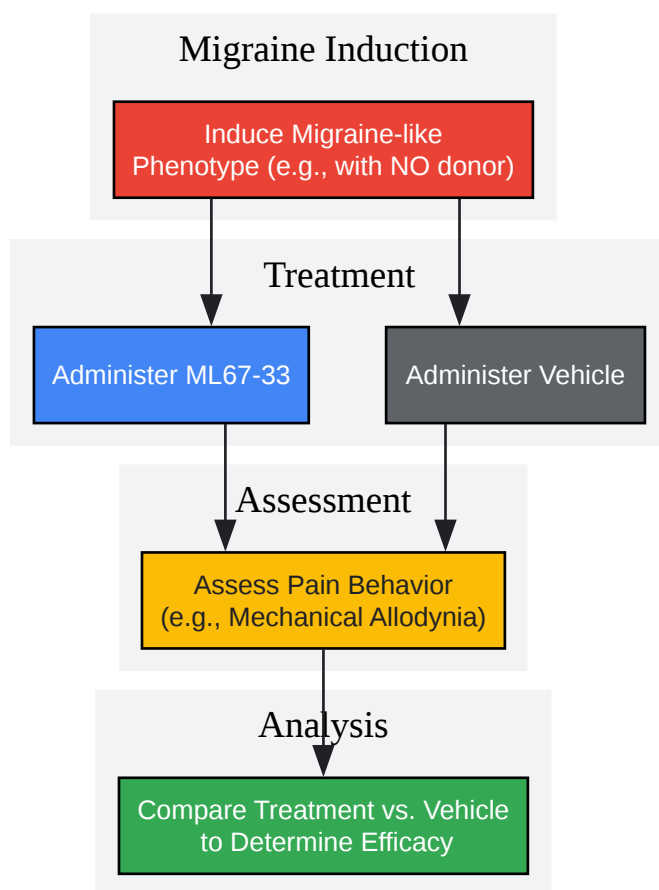 Migraine Induction
Induce Migraine-like
Phenotype (e.g., with NO donor)
Treatment
Administer ML67-33
Administer Vehicle
Assessment
Assess Pain Behavior
(e.g., Mechanical Allodynia)
Analysis
Compare Treatment vs. Vehicle
to Determine Efficacy